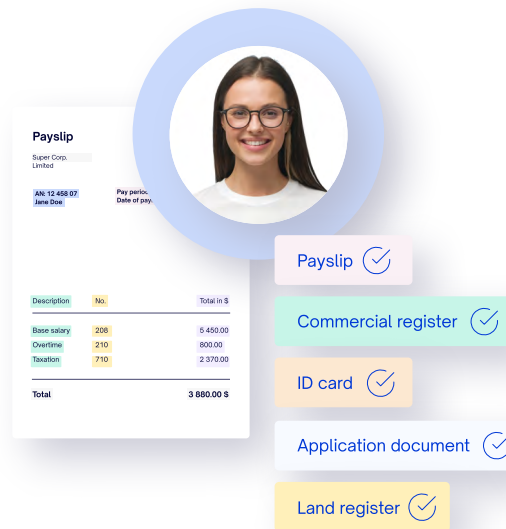 Payslip
Super Corp.
Limited
AN: 12 458 07
Jane Doe
Pay
Date of
Description No. Total in $
Base salary 208 5 450.00
Overtime 210 800.00
Taxation 710 2 370.00
Total 3 880.00 $
Payslip
Commercial register
ID card
Application document
Land register